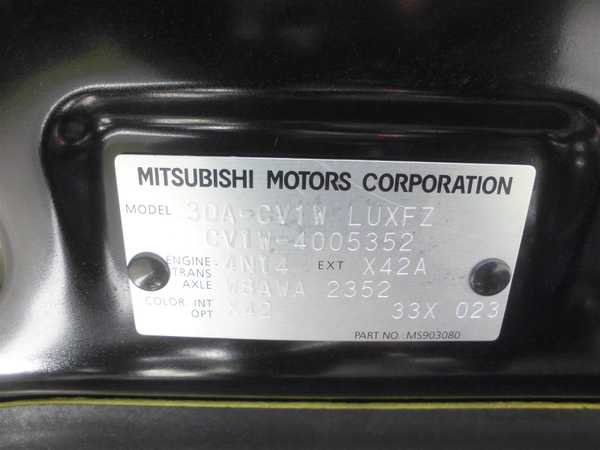 MITSUBISHI MOTORS CORPORATION
MODEL 3DA-CV1W LUXFZ
CV1W-4005352
ENGINE 4N14 EXT X42A
TRANS AXLE W8AWA 2352
COLOR INT X42 33X 023
OPT
PART NO MS903080